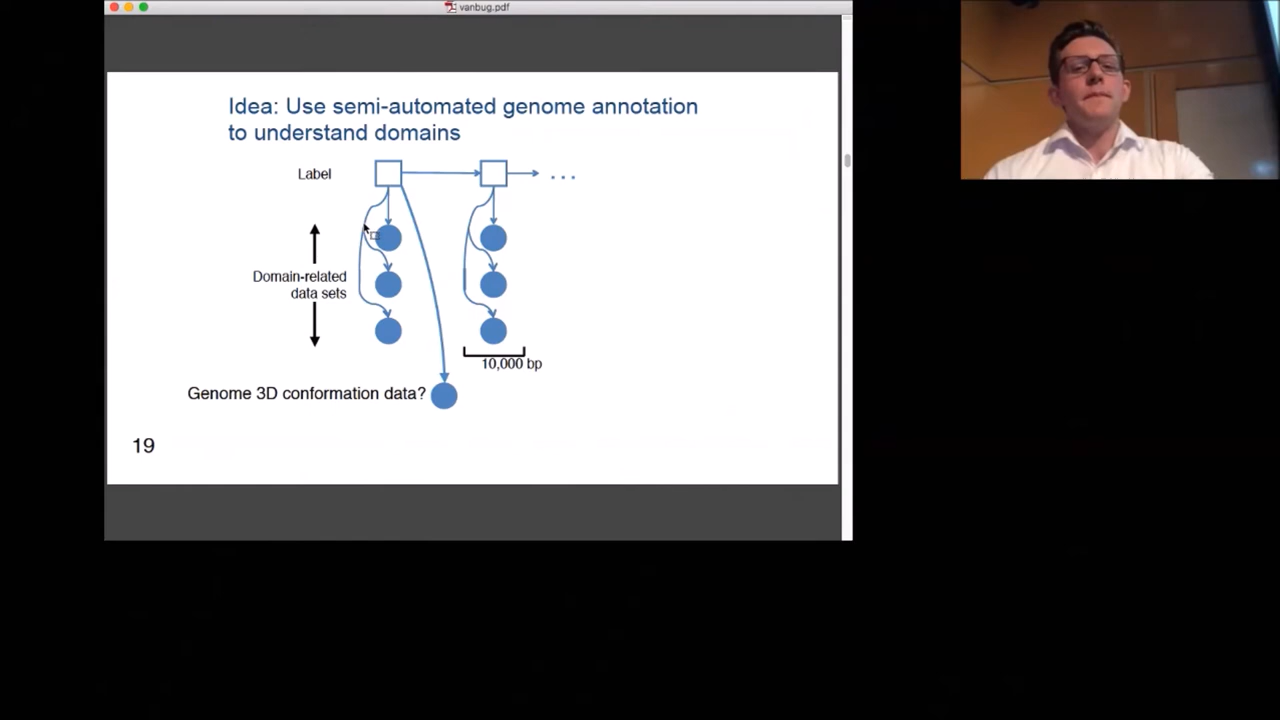 vanbug.pdf
Idea: Use semi-automated genome annotation
to understand domains
Label
...
Domain-related
data sets
10,000 bp
Genome 3D conformation data?
19